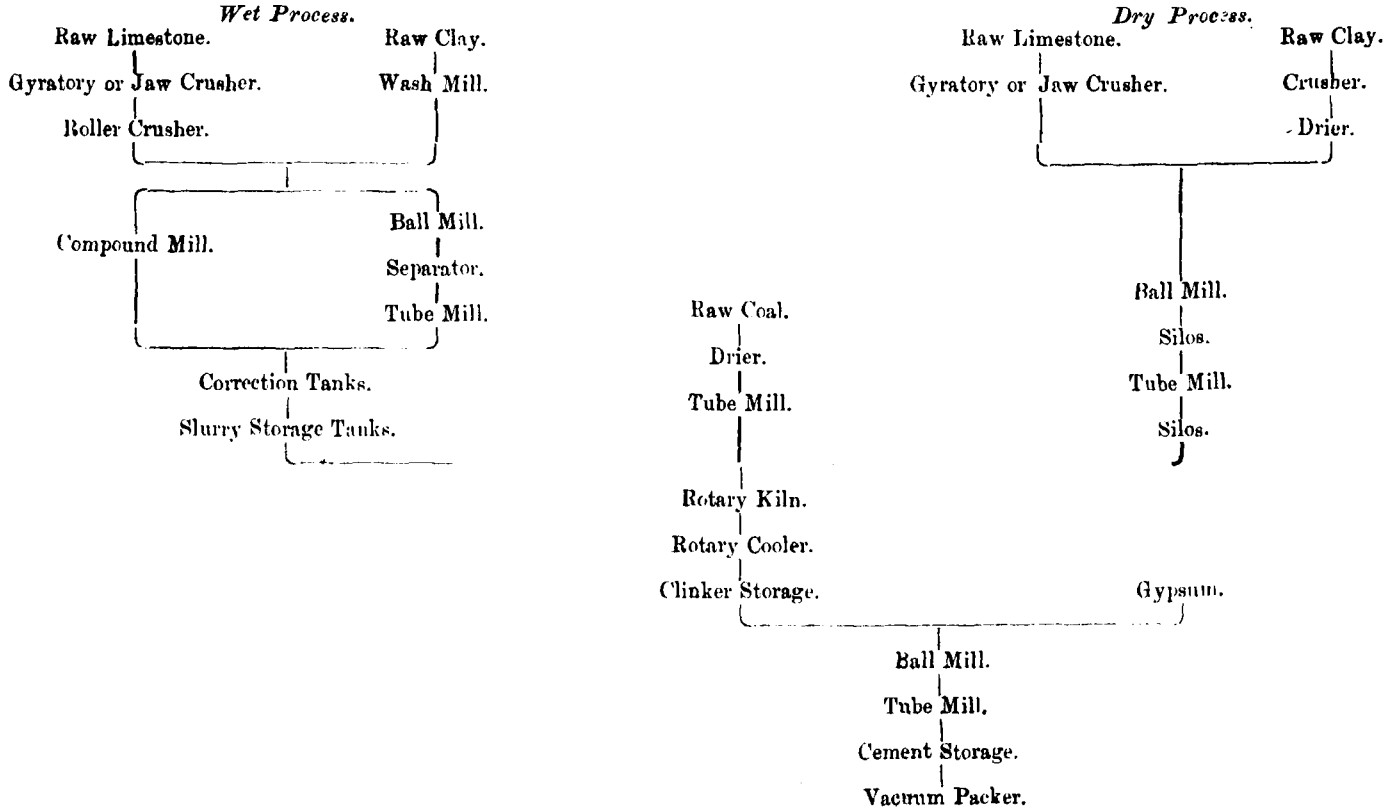 Wet Process.
Raw Limestone.
Raw Clay.
Gyratory or Jaw Crusher.
Wash Mill.
Roller Crusher.
Compound Mill.
Ball Mill.
Separator.
Tube Mill.
Correction Tanks.
Slurry Storage Tanks.
Dry Process.
Raw Limestone.
Raw Clay.
Gyratory or Jaw Crusher.
Crusher.
Drier.
Ball Mill.
Silos.
Tube Mill.
Silos.
Raw Coal.
Drier.
Tube Mill.
Rotary Kiln.
Rotary Cooler.
Clinker Storage.
Gypsum.
Ball Mill.
Tube Mill.
Cement Storage.
Vacuum Packer.